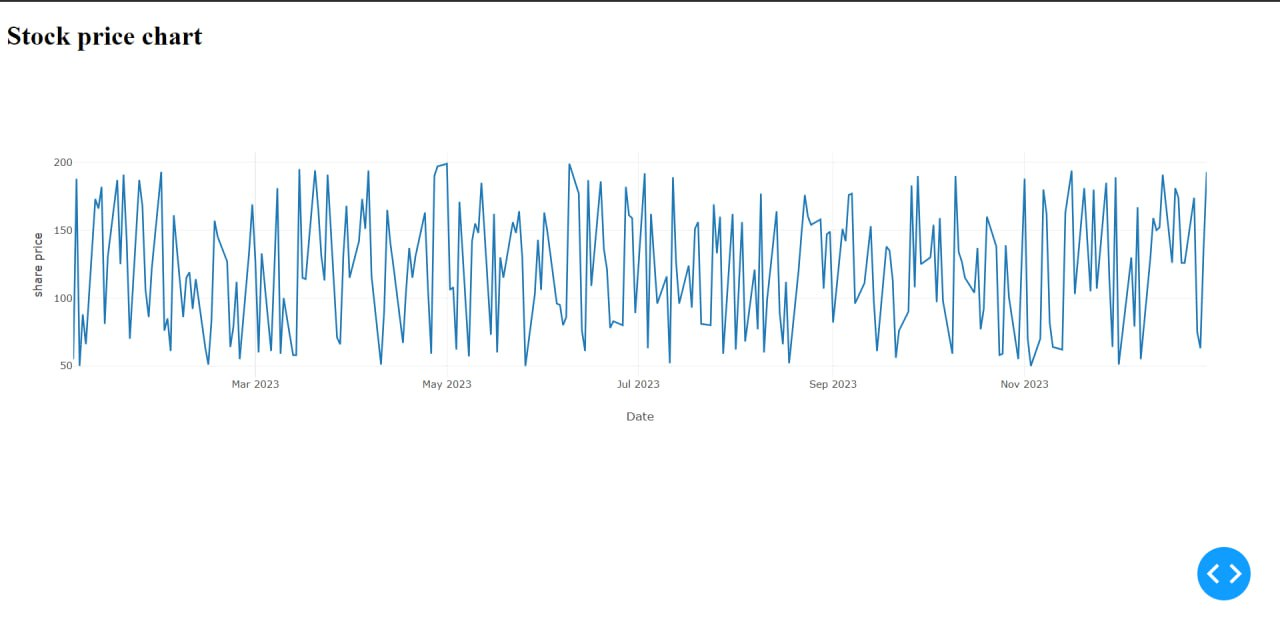 Stock price chart
200
150
100
50
share price
Mar 2023
May 2023
Jul 2023
Sep 2023
Nov 2023
Date